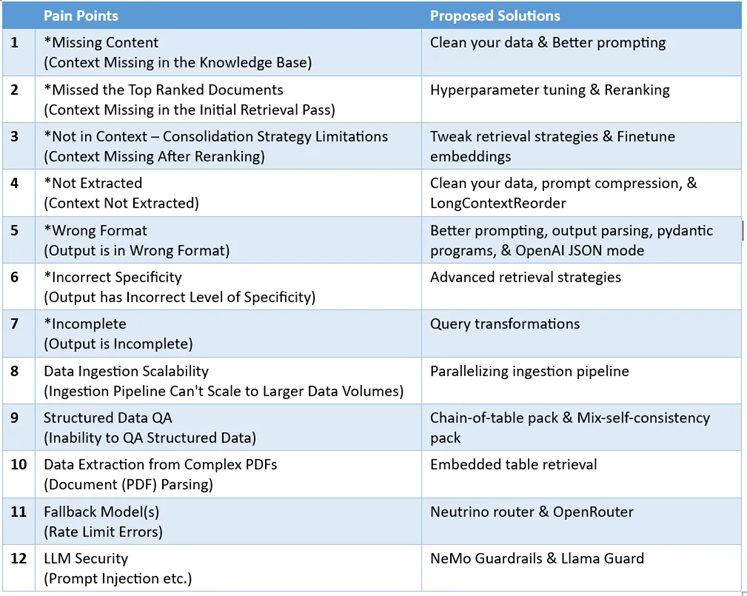 Pain Points Proposed Solutions
1 *Missing Content Clean your data & Better prompting
(Context Missing in the Knowledge Base)
2 *Missed the Top Ranked Documents Hyperparameter tuning & Reranking
(Context Missing in the Initial Retrieval Pass)
3 *Not in Context – Consolidation Strategy Limitations Tweak retrieval strategies & Finetune
(Context Missing After Reranking) embeddings
4 *Not Extracted Clean your data, prompt compression, &
(Context Not Extracted) LongContextReorder
5 *Wrong Format Better prompting, output parsing, pydantic
(Output is in Wrong Format) programs, & OpenAI JSON mode
6 *Incorrect Specificity Advanced retrieval strategies
(Output has Incorrect Level of Specificity)
7 *Incomplete Query transformations
(Output is Incomplete)
8 Data Ingestion Scalability Parallelizing ingestion pipeline
(Ingestion Pipeline Can't Scale to Larger Data Volumes)
9 Structured Data QA Chain-of-table pack & Mix-self-consistency
(Inability to QA Structured Data) pack
10 Data Extraction from Complex PDFs Embedded table retrieval
(Document (PDF) Parsing)
11 Fallback Model(s) Neutrino router & OpenRouter
(Rate Limit Errors)
12 LLM Security NeMo Guardrails & Llama Guard
(Prompt Injection etc.)